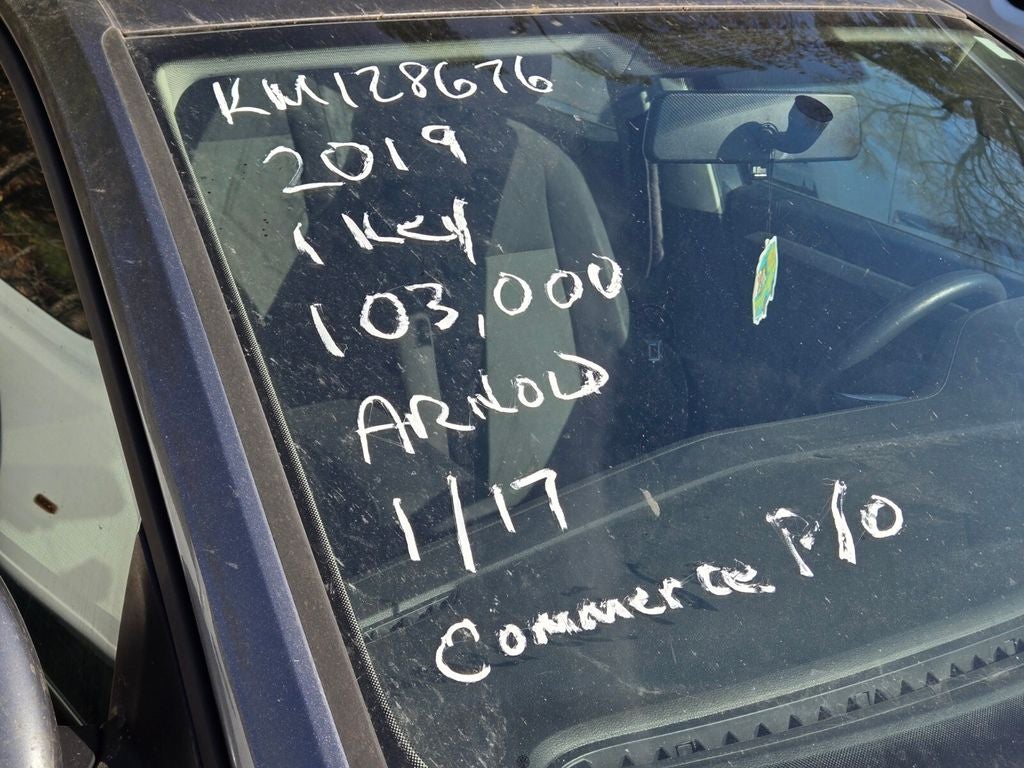 KM128676
2019
1 Key
103,000
ARNOLD
1/17
Commerce P/O